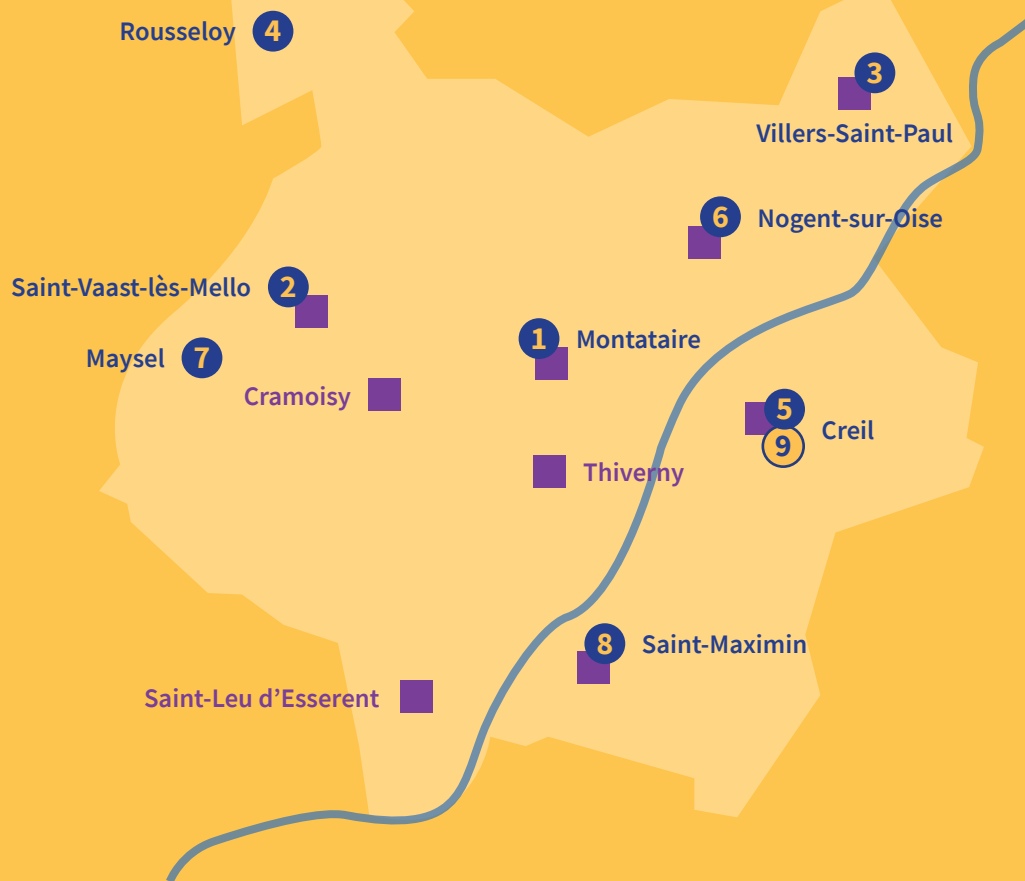 Rousseloy 4
3
Villers-Saint-Paul
6 Nogent-sur-Oise
Saint-Vaast-lès-Mello 2
1 Montataire
Maysel 7
Cramoisy
5
9
Creil
Thiverny
8 Saint-Maximin
Saint-Leu d’Esserent